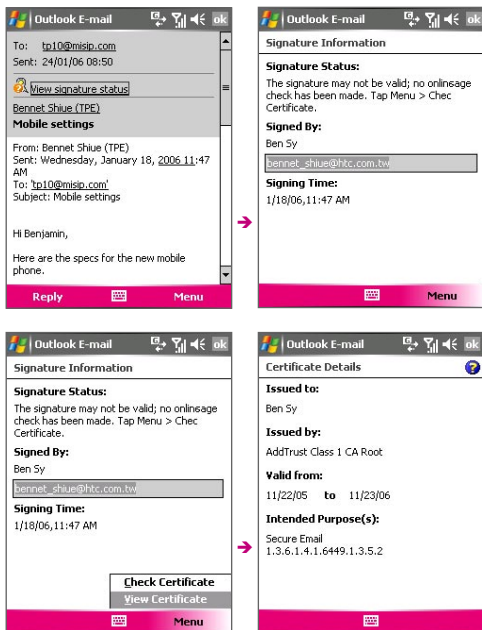 Outlook E-mail ok
To: tp10@misip.com
Sent: 24/01/06 08:50
View signature status
Bennet Shiue (TPE)
Mobile settings
From: Bennet Shiue (TPE)
Sent: Wednesday, January 18, 2006 11:47
AM
To: 'tp10@misip.com'
Subject: Mobile settings
Hi Benjamin,
Here are the specs for the new mobile
phone.
Reply Menu
Outlook E-mail ok
Signature Information
Signature Status:
The signature may not be valid; no onlinsage
check has been made. Tap Menu > Chec
Certificate.
Signed By:
Ben Sy
bennet_shiue@htc.com.tw
Signing Time:
1/18/06,11:47 AM
Menu
Outlook E-mail ok
Signature Information
Signature Status:
The signature may not be valid; no onlinsage
check has been made. Tap Menu > Chec
Certificate.
Signed By:
Ben Sy
bennet_shiue@htc.com.tw
Signing Time:
1/18/06,11:47 AM
Check Certificate
View Certificate
Menu
Outlook E-mail ok
Certificate Details
Issued to:
Ben Sy
Issued by:
AddTrust Class 1 CA Root
Valid from:
11/22/05 to 11/23/06
Intended Purpose(s):
Secure Email
1.3.6.1.4.1.6449.1.3.5.2